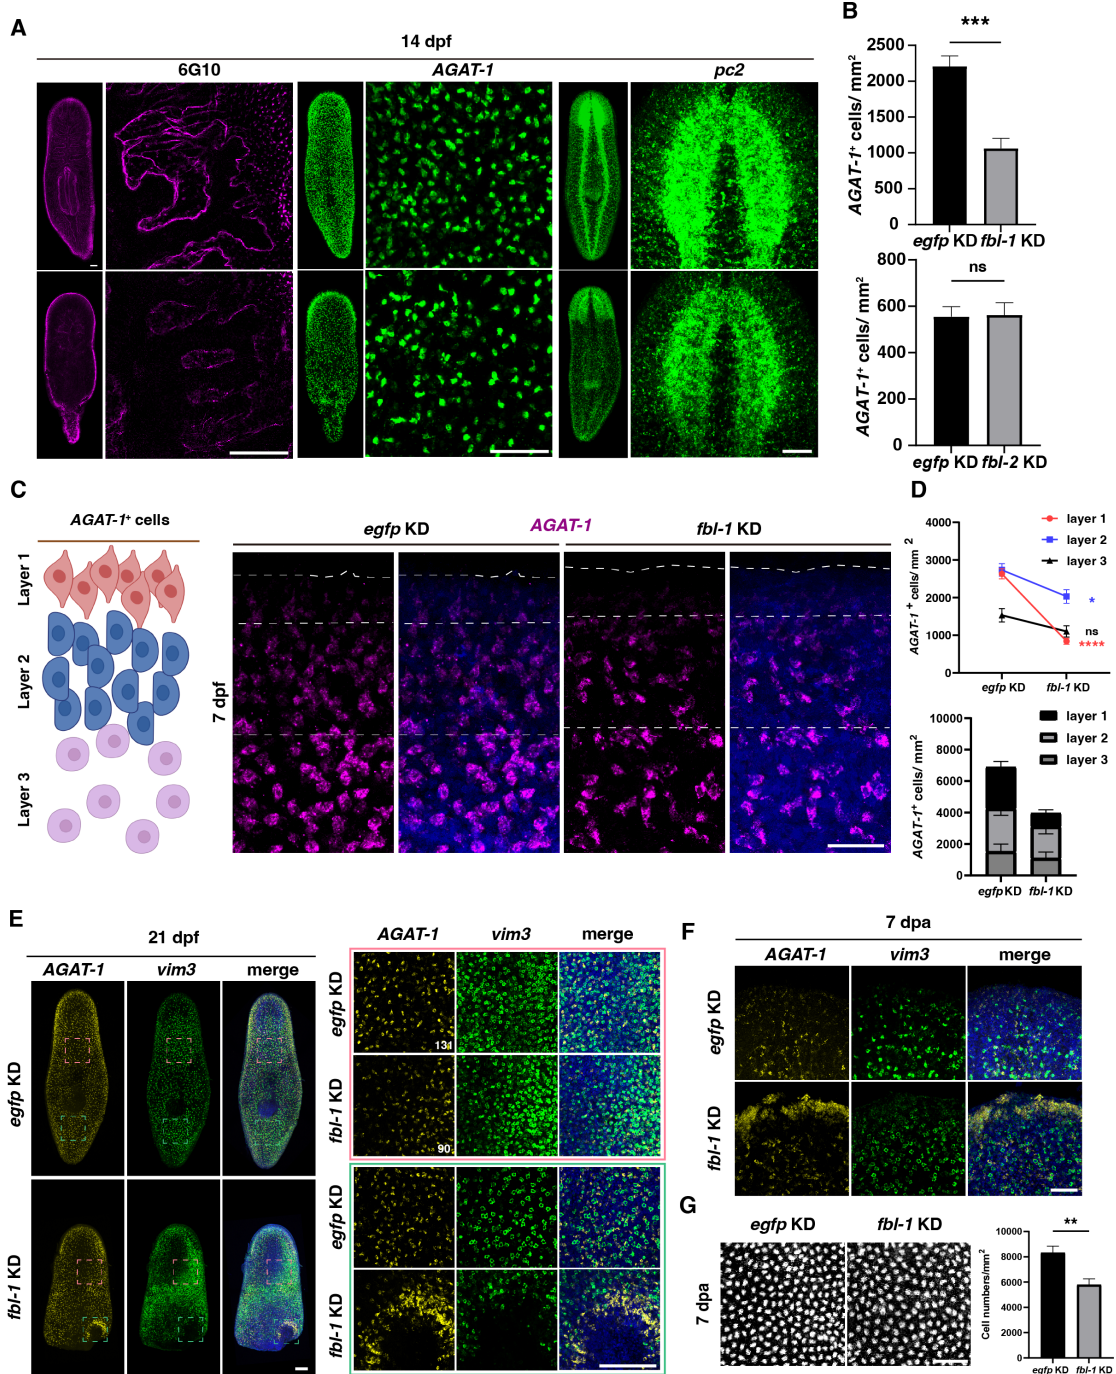 A
14 dpf
6G10
AGAT-1
pc2
B
***
2500
2000
1500
1000
500
0
AGAT-1+ cells/ mm2
egfp KD fbl-1 KD
ns
800
600
400
200
0
AGAT-1+ cells/ mm2
egfp KD fbl-2 KD
C
AGAT-1+ cells
Layer 1
Layer 2
Layer 3
egfp KD
AGAT-1
fbl-1 KD
7 dpf
D
layer 1
layer 2
layer 3
4000
3000
2000
1000
0
AGAT-1 + cells/ mm 2
*
ns
****
egfp KD
fbl-1 KD
layer 1
layer 2
layer 3
10000
8000
6000
4000
2000
0
AGAT-1+ cells/ mm2
egfp KD
fbl-1 KD
E
21 dpf
AGAT-1
vim3
merge
egfp KD
fbl-1 KD
AGAT-1
vim3
merge
egfp KD
131
fbl-1 KD
90
egfp KD
fbl-1 KD
F
7 dpa
AGAT-1
vim3
merge
egfp KD
fbl-1 KD
G
egfp KD
fbl-1 KD
7 dpa
**
10000
8000
6000
4000
2000
0
Cell numbers/mm2
egfp KD
fbl-1 KD